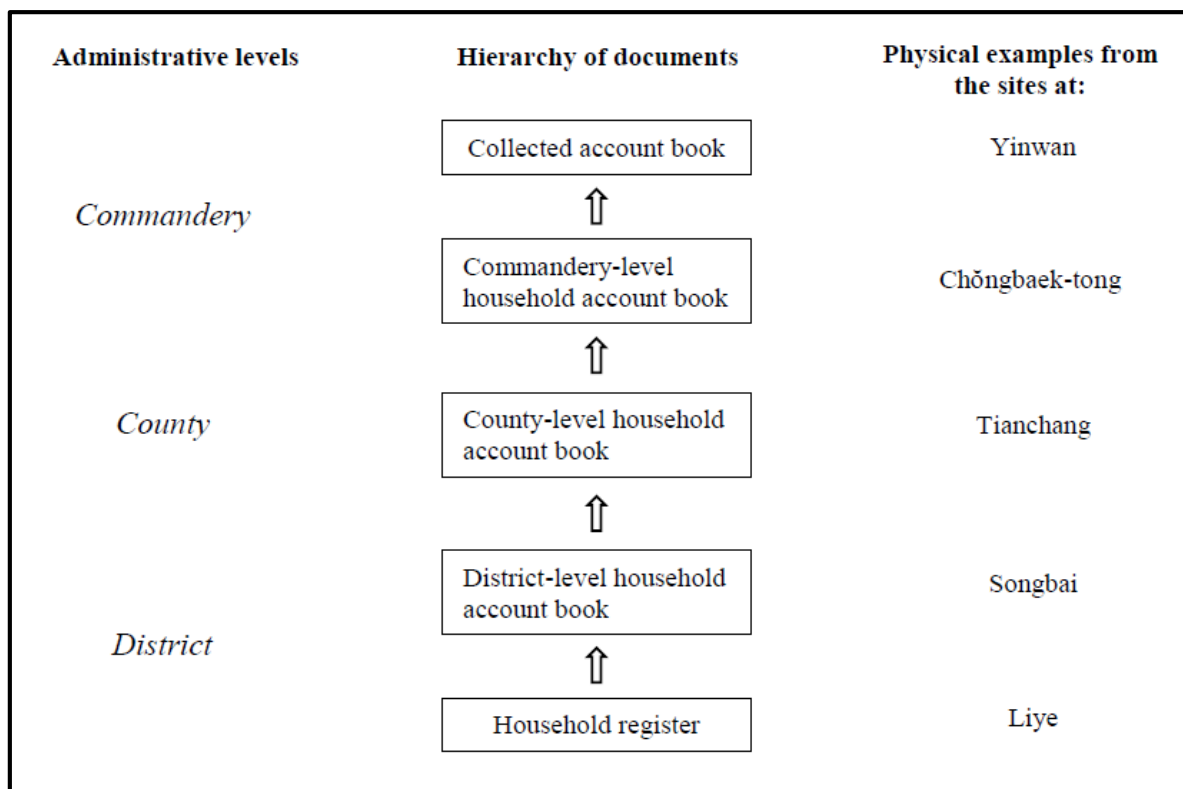 Administrative levels
Hierarchy of documents
Physical examples from
the sites at:
Collected account book
Yinwan
Commandery
Commandery-level
household account book
Chŏngbaek-tong
County
County-level household
account book
Tianchang
District-level household
account book
Songbai
District
Household register
Liye